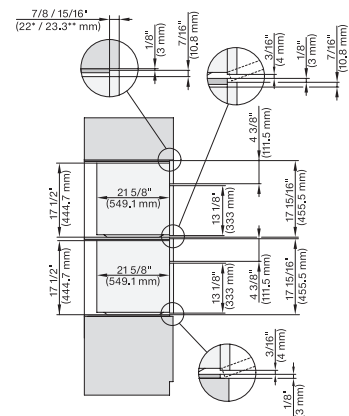 7/8 / 15/16"
(22* / 23.3** mm)
1/8"
(3 mm)
7/16"
(10.8 mm)
3/16"
(4 mm)
1/8"
(3 mm)
7/16"
(10.8 mm)
4 3/8"
(111.5 mm)
17 1/2"
(444.7 mm)
21 5/8"
(549.1 mm)
13 1/8"
(333 mm)
17 15/16"
(455.5 mm)
17 1/2"
(444.7 mm)
21 5/8"
(549.1 mm)
13 1/8"
(333 mm)
4 3/8"
(111.5 mm)
17 15/16"
(455.5 mm)
3/16"
(4 mm)
1/8"
(3 mm)